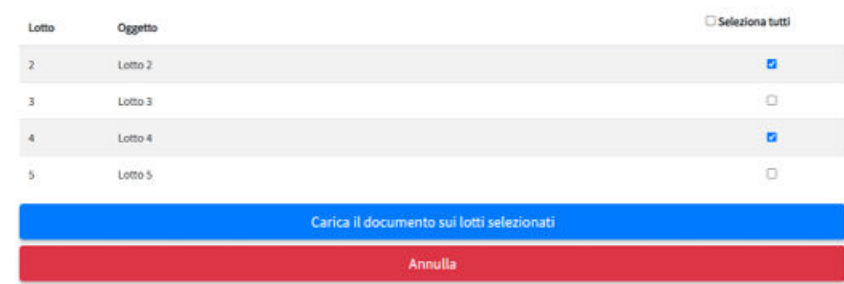 Lotto Oggetto Seleziona tutti
2 Lotto 2
3 Lotto 3
4 Lotto 4
5 Lotto 5
Carica il documento sui lotti selezionati
Annulla